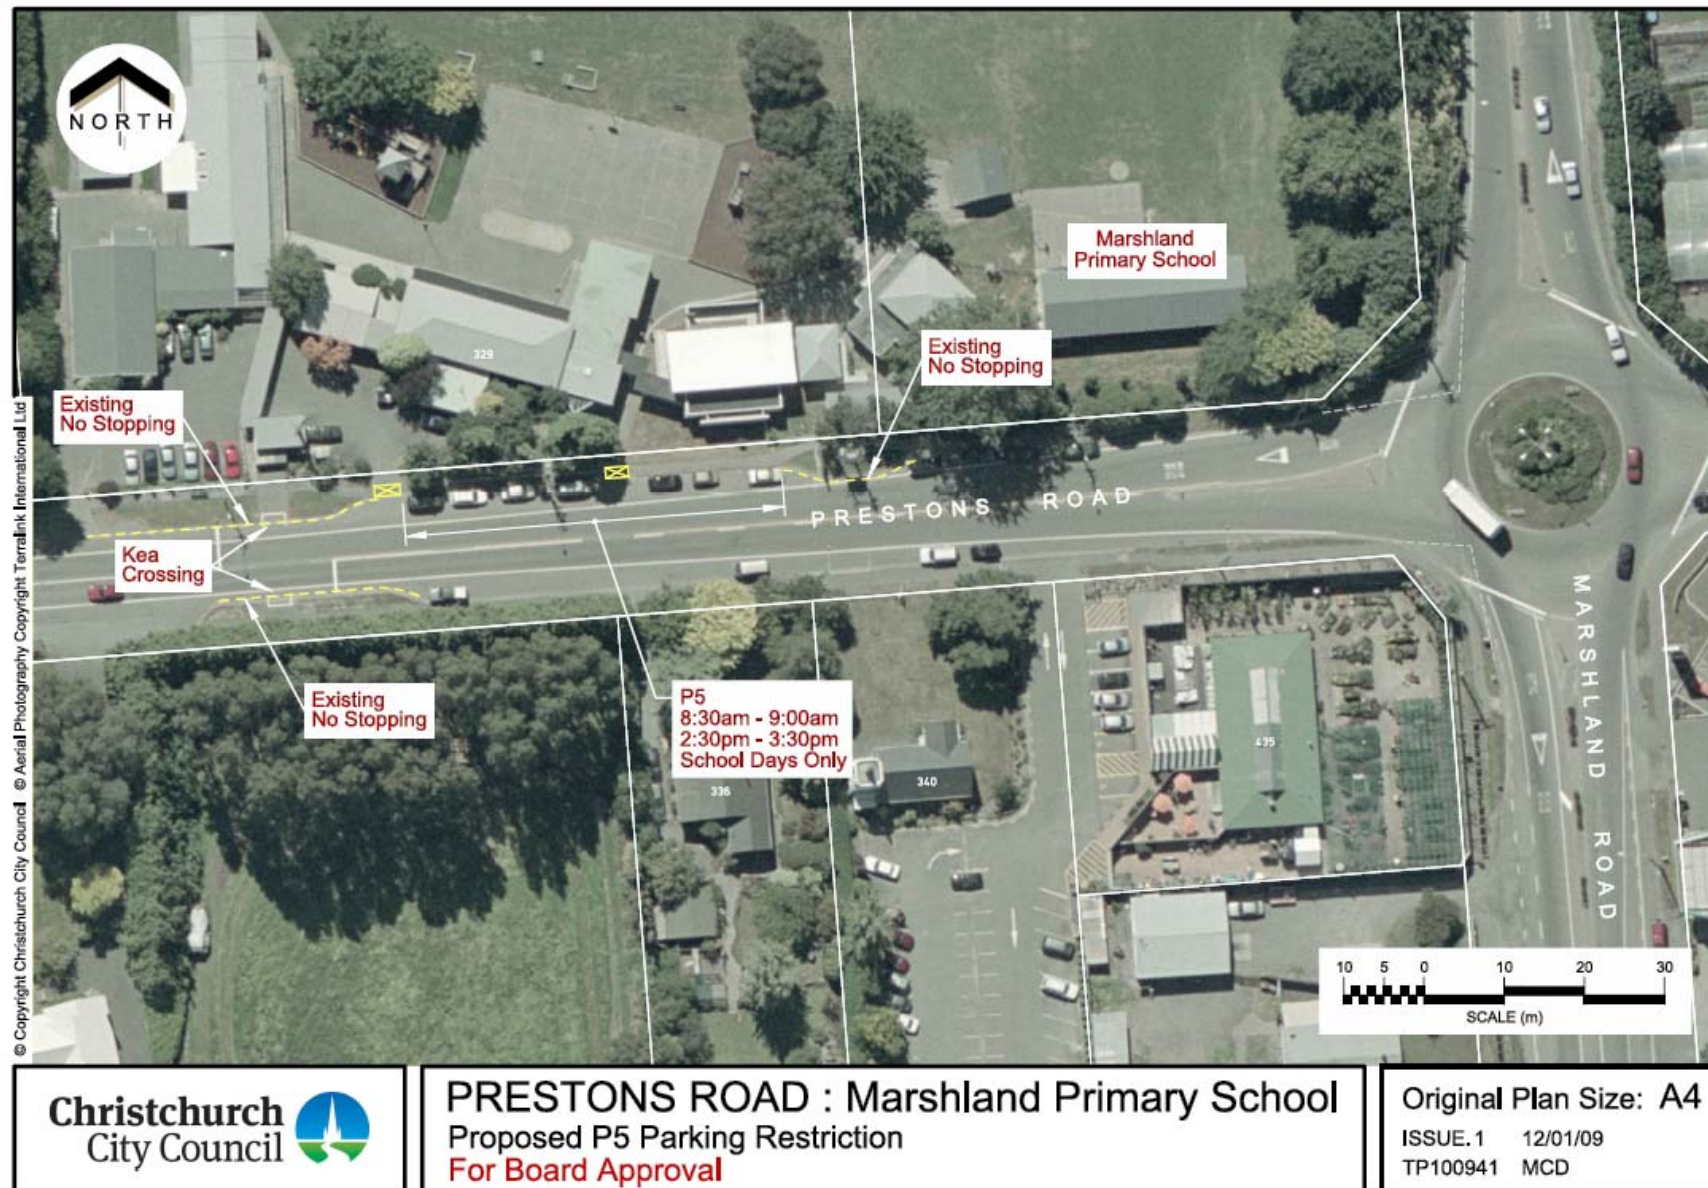 NORTH
Marshland
Primary School
329
Existing
No Stopping
Existing
No Stopping
PRESTONS ROAD
Kea
Crossing
MARSHLAND ROAD
Existing
No Stopping
P5
8:30am - 9:00am
2:30pm - 3:30pm
School Days Only
336
340
435
10 5 0 10 20 30
SCALE (m)
© Copyright Christchurch City Council © Aerial Photography Copyright Terralink International Ltd
Christchurch
City Council
PRESTONS ROAD : Marshland Primary School
Proposed P5 Parking Restriction
For Board Approval
Original Plan Size: A4
ISSUE.1 12/01/09
TP100941 MCD